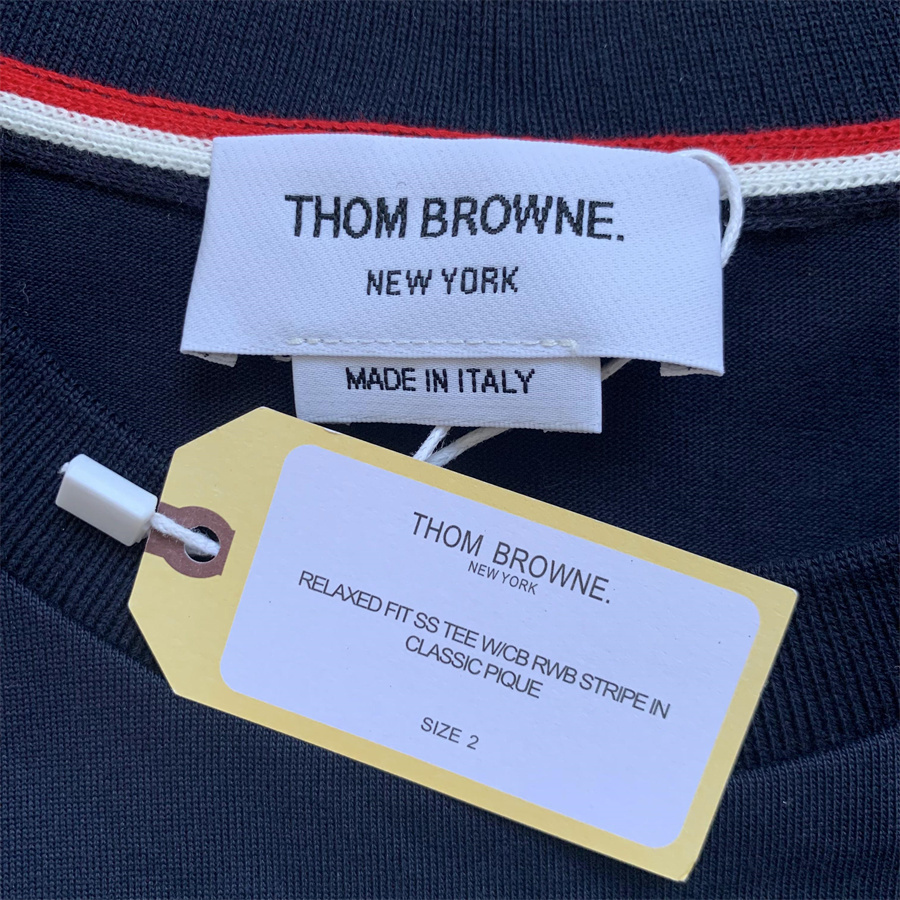 THOM BROWNE.
NEW YORK
MADE IN ITALY
THOM BROWNE.
NEW YORK
RELAXED FIT SS TEE W/CB RWB STRIPE IN
CLASSIC PIQUE
SIZE 2